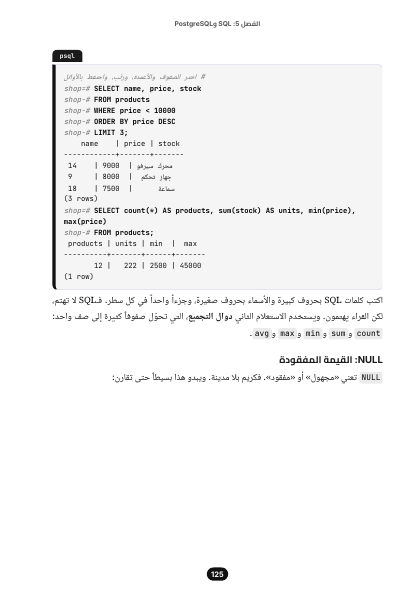 الفصل 5: SQL وPostgreSQL
psql
# اختر الصفوف والأعمدة، ورتّب، واحتفظ بالأوائل
shop=# SELECT name, price, stock
shop-# FROM products
shop-# WHERE price < 10000
shop-# ORDER BY price DESC
shop-# LIMIT 3;
name | price | stock
------------+-------+-------
محرك سيرفو | 9000 | 14
جهاز تحكم | 8000 | 9
سماعة | 7500 | 18
(3 rows)
shop=# SELECT count(*) AS products, sum(stock) AS units, min(price),
max(price)
shop-# FROM products;
products | units | min | max
----------+-------+------+-------
12 | 222 | 2500 | 45000
(1 row)
اكتب كلمات SQL بحروف كبيرة والأسماء بحروف صغيرة، وجزءاً واحداً في كل سطر. فـSQL لا تهتم،
لكن القراء يهتمون. ويستخدم الاستعلام الثاني دوال التجميع، التي تحوّل صفوفاً كثيرة إلى صف واحد:
count و sum و min و max و avg.
NULL: القيمة المفقودة
NULL تعني «مجهول» أو «مفقود». فكريم بلا مدينة. ويبدو هذا بسيطاً حتى تقارن:
125